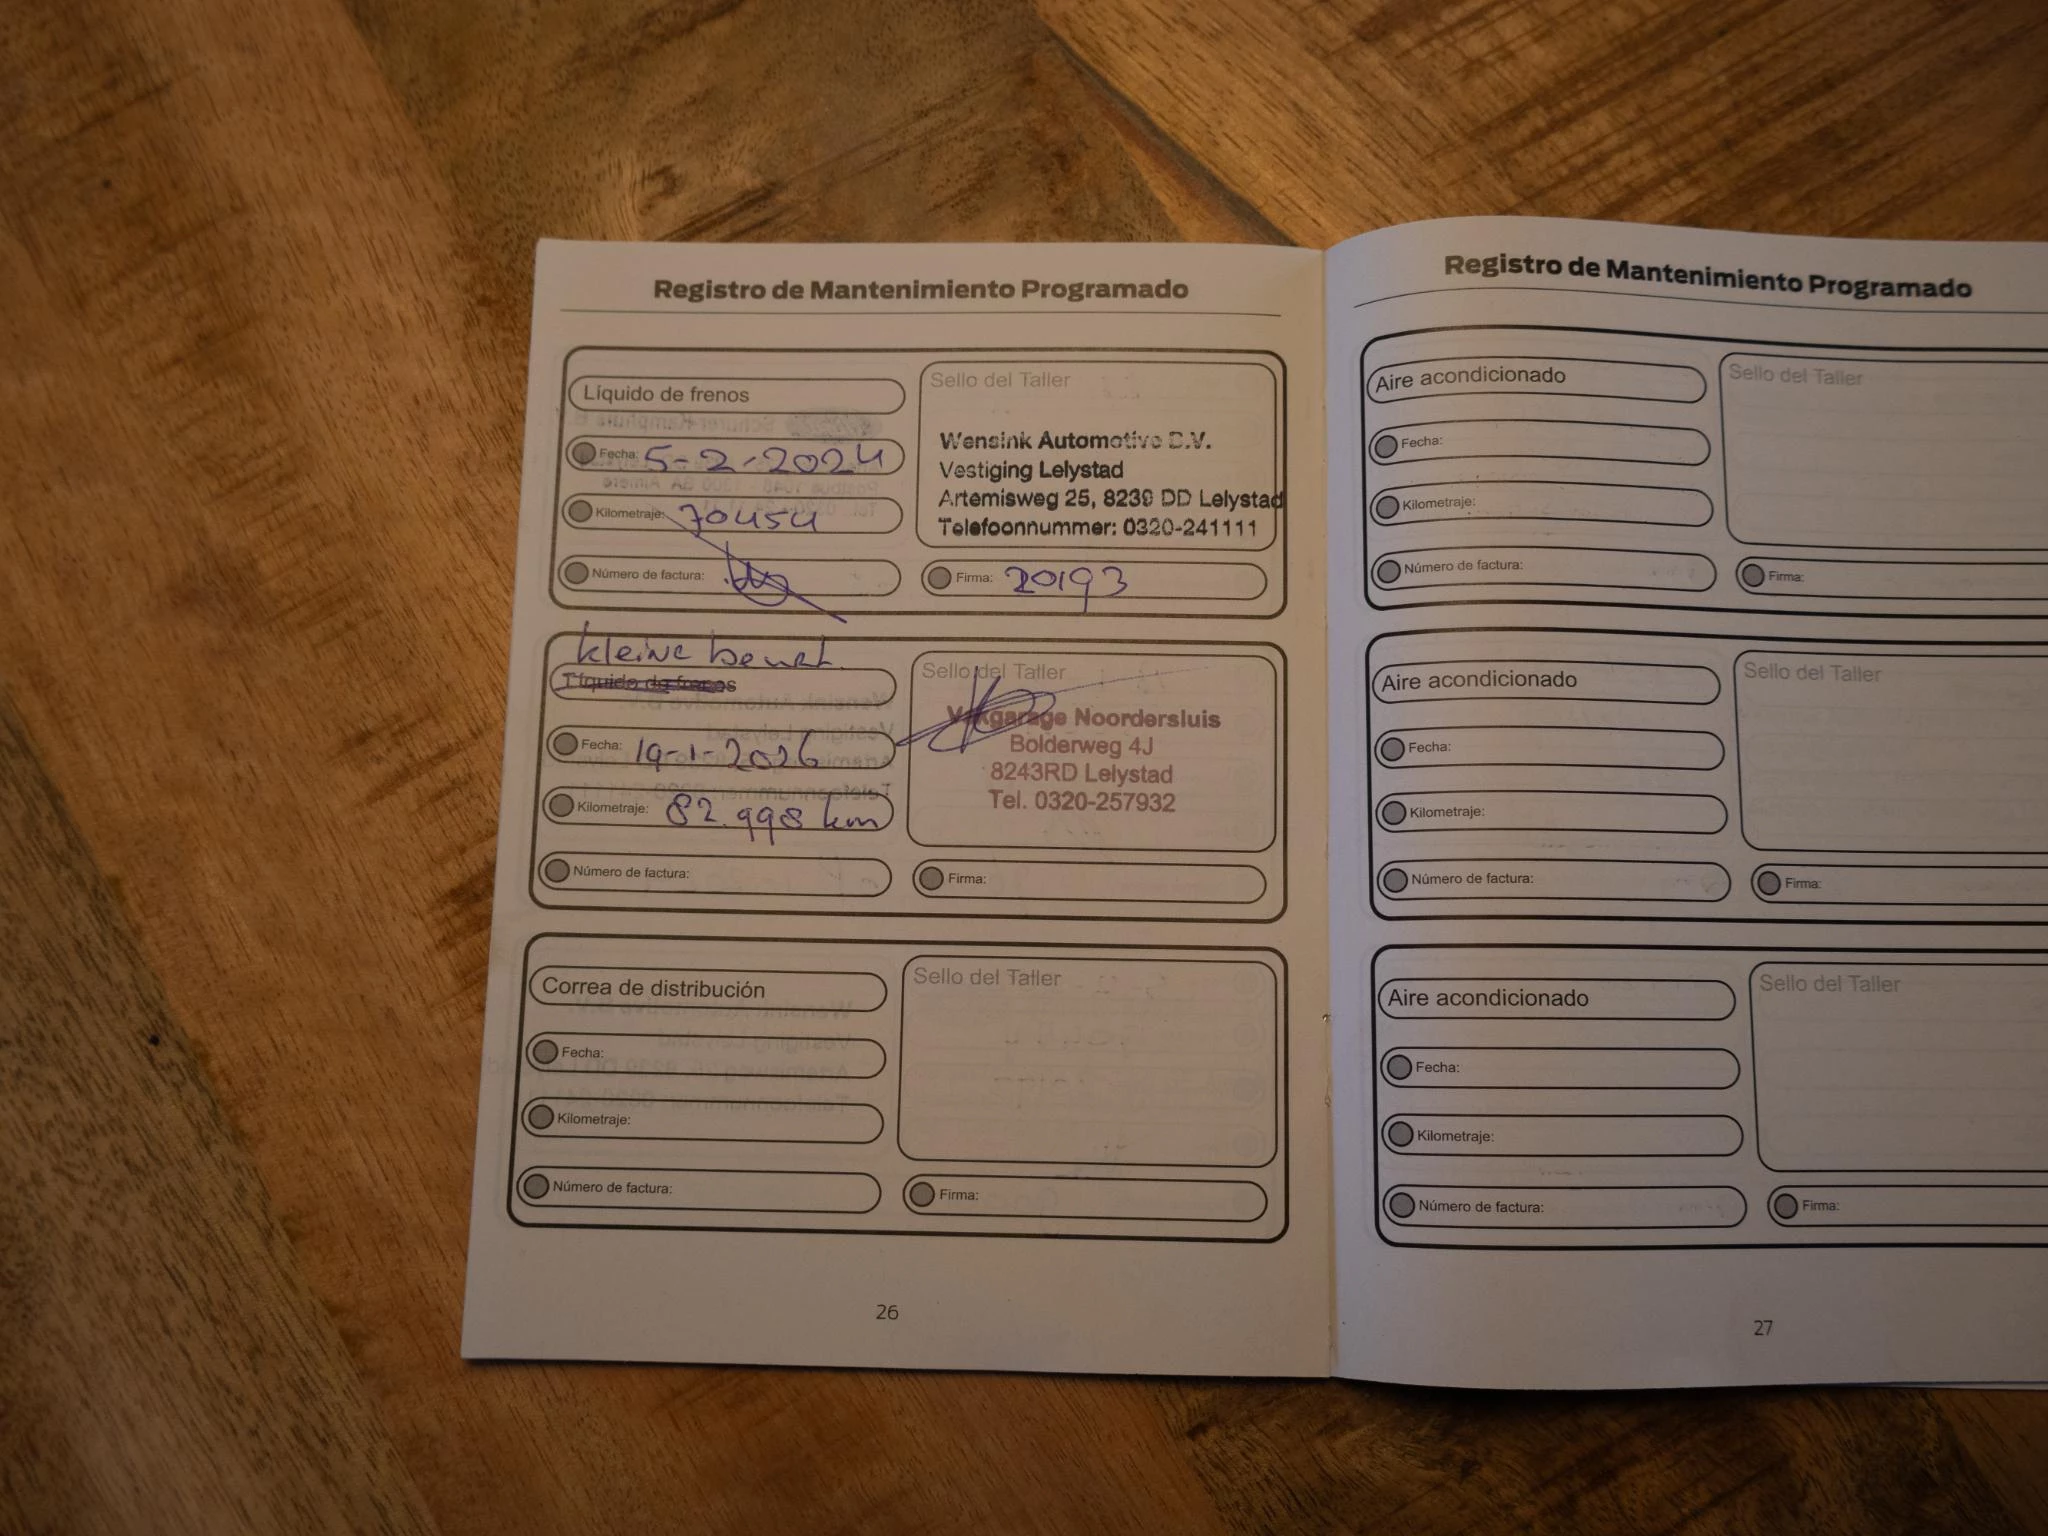 Registro de Mantenimiento Programado
Líquido de frenos
Fecha: 5-2-2024
Kilometraje: 70454
Número de factura:
Sello del Taller
Wensink Automotive B.V.
Vestiging Lelystad
Artemisweg 25, 8239 DD Lelystad
Telefoonnummer: 0320-241111
Firma: 20193
kleine beurt.
Líquido de frenos
Fecha: 19-1-2026
Kilometraje: 82.998 km
Número de factura:
Sello del Taller
Vakgarage Noordersluis
Bolderweg 4J
8243RD Lelystad
Tel. 0320-257932
Firma:
Correa de distribución
Fecha:
Kilometraje:
Número de factura:
Sello del Taller
Firma:
26
Registro de Mantenimiento Programado
Aire acondicionado
Fecha:
Kilometraje:
Número de factura:
Sello del Taller
Firma:
Aire acondicionado
Fecha:
Kilometraje:
Número de factura:
Sello del Taller
Firma:
Aire acondicionado
Fecha:
Kilometraje:
Número de factura:
Sello del Taller
Firma:
27